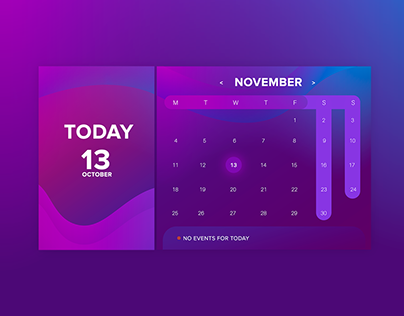 TODAY
13
OCTOBER
< NOVEMBER >
M T W T F S S
1 2 3
4 5 6 7 8 9 10
11 12 13 14 15 16 17
18 19 20 21 22 23 24
25 26 27 28 29 30
NO EVENTS FOR TODAY